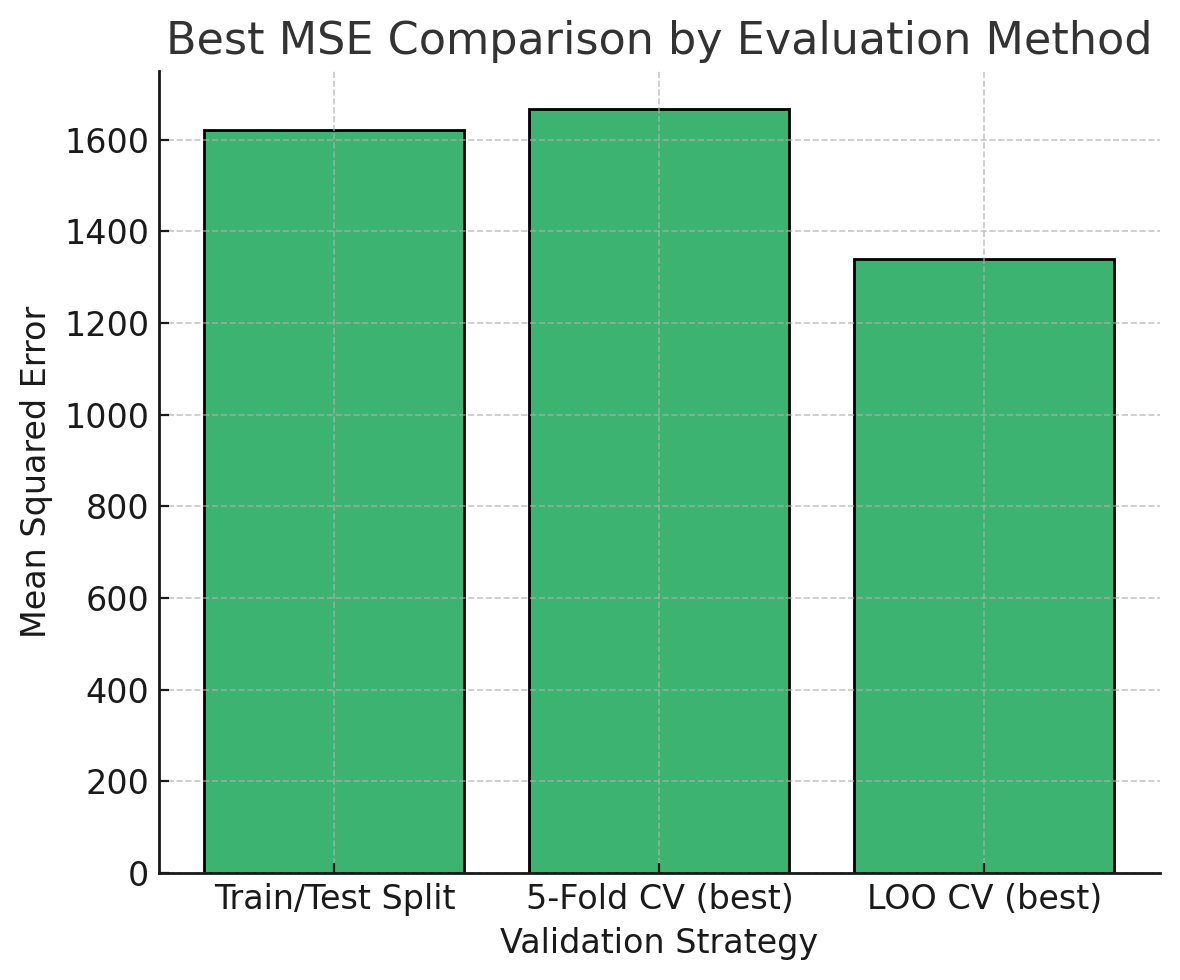 Best MSE Comparison by Evaluation Method
Mean Squared Error
1600
1400
1200
1000
800
600
400
200
0
Train/Test Split 5-Fold CV (best) LOO CV (best)
Validation Strategy